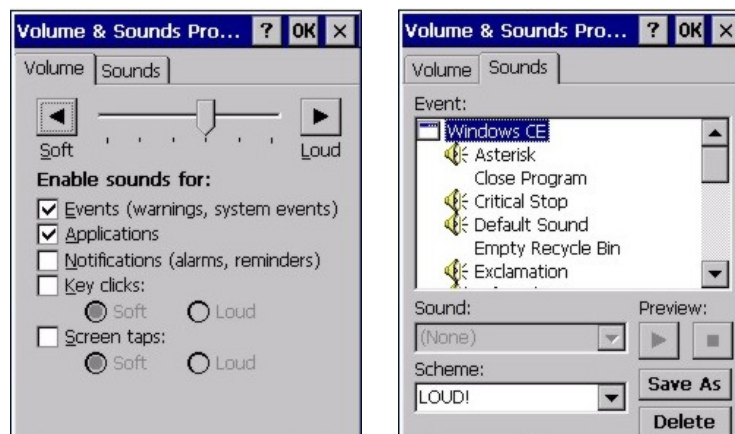 Volume & Sounds Pro... ? OK ×
Volume Sounds
Soft Loud
Enable sounds for:
Events (warnings, system events)
Applications
Notifications (alarms, reminders)
Key clicks:
Soft Loud
Screen taps:
Soft Loud
Volume & Sounds Pro... ? OK ×
Volume Sounds
Event:
Windows CE
Asterisk
Close Program
Critical Stop
Default Sound
Empty Recycle Bin
Exclamation
Sound: Preview:
(None)
Scheme:
LOUD! Save As
Delete